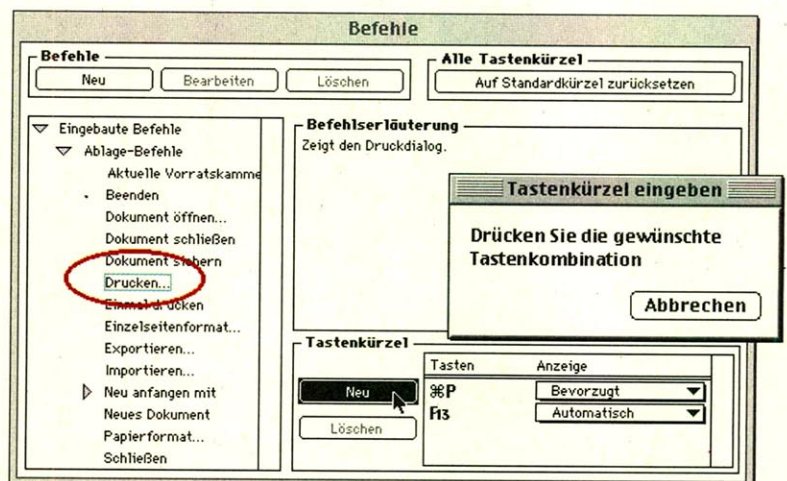 Befehle
Befehle
Neu Bearbeiten Löschen
Alle Tastenkürzel
Auf Standardkürzel zurücksetzen
Eingebaute Befehle
Ablage-Befehle
Aktuelle Vorratskamme
Beenden
Dokument öffnen...
Dokument schließen
Dokument sichern
Drucken...
Einmal drucken
Einzelseitenformat...
Exportieren...
Importieren...
Neu anfangen mit
Neues Dokument
Papierformat...
Schließen
Befehlserläuterung
Zeigt den Druckdialog.
Tastenkürzel eingeben
Drücken Sie die gewünschte
Tastenkombination
Abbrechen
Tastenkürzel
Neu
Löschen
Tasten Anzeige
⌘P Bevorzugt
F13 Automatisch